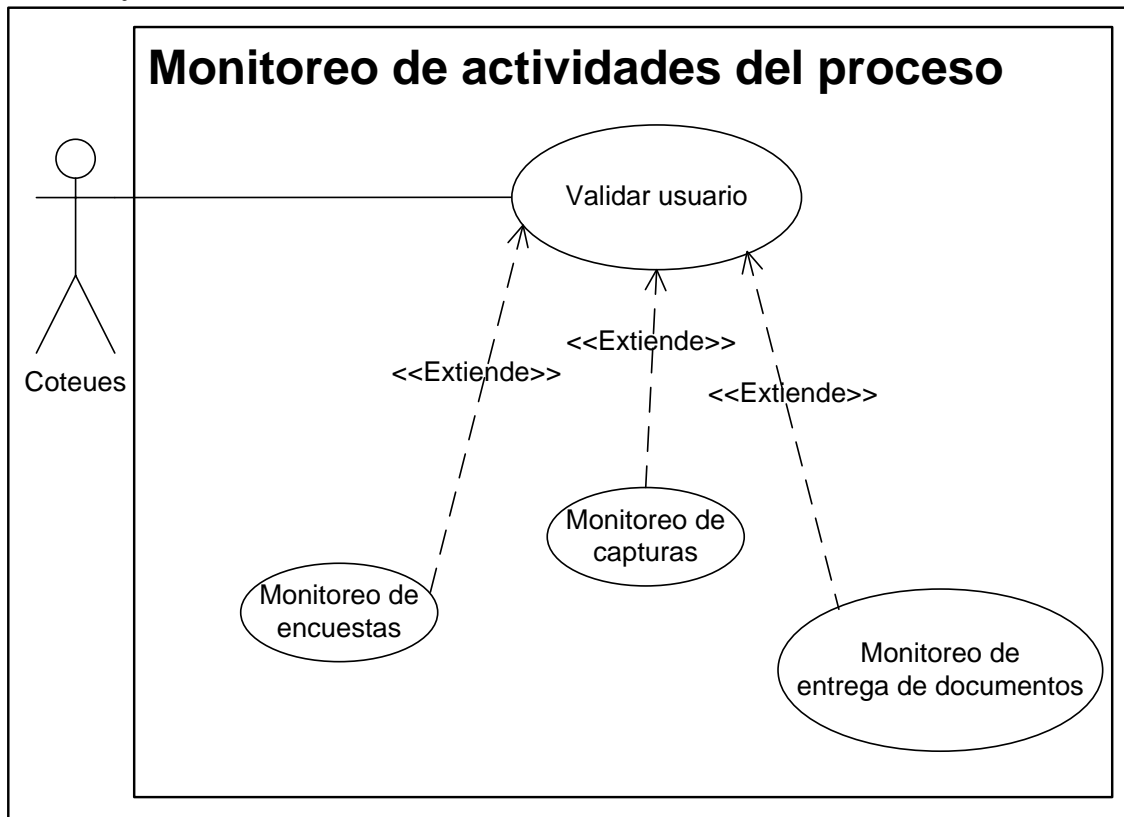 Monitoreo de actividades del proceso
Validar usuario
<<Extiende>>
<<Extiende>>
<<Extiende>>
Coteues
Monitoreo de
capturas
Monitoreo de
encuestas
Monitoreo de
entrega de documentos